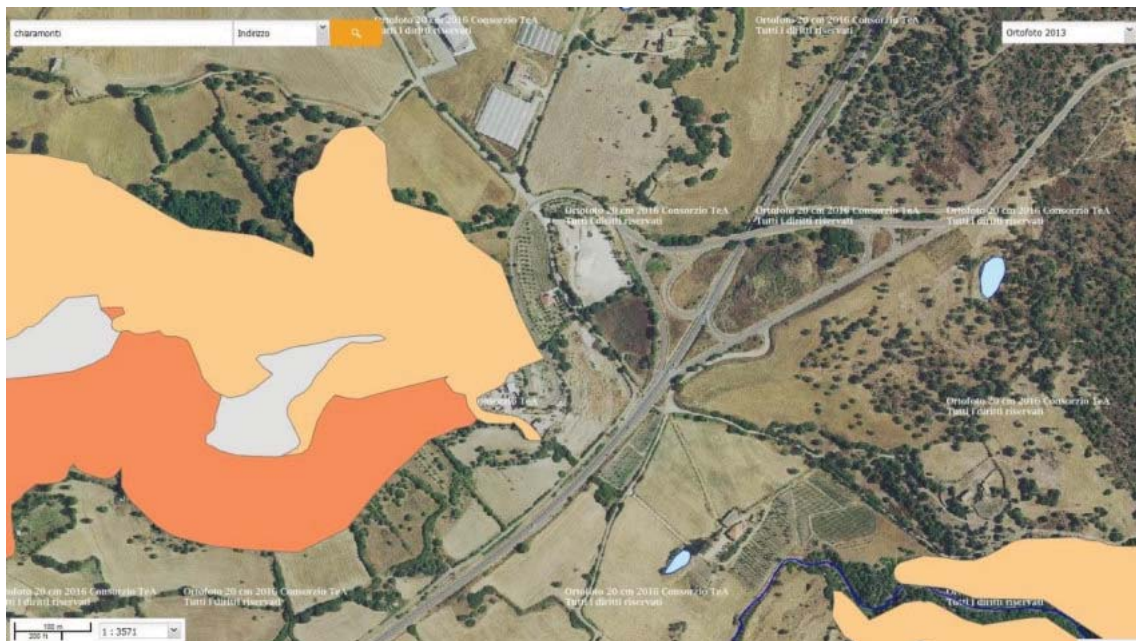 chiaramonti
Indirizzo
Ortofoto 20 cm 2016 Consorzio TeA
Tutti i diritti riservati
Ortofoto 20 cm 2016 Consorzio TeA
Tutti i diritti riservati
Ortofoto 2013
Ortofoto 20 cm 2016 Consorzio TeA
Tutti i diritti riservati
Ortofoto 20 cm 2016 Consorzio TeA
Tutti i diritti riservati
Ortofoto 20 cm 2016 Consorzio TeA
Tutti i diritti riservati
TeA
Ortofoto 20 cm 2016 Consorzio TeA
Tutti i diritti riservati
20 cm 2016 Consorzio TeA
diritti riservati
Ortofoto 20 cm 2016 Consorzio TeA
Tutti i diritti riservati
Ortofoto 20 cm 2016 Consorzio TeA
Tutti i diritti riservati
100 m
200 ft
1 : 3571